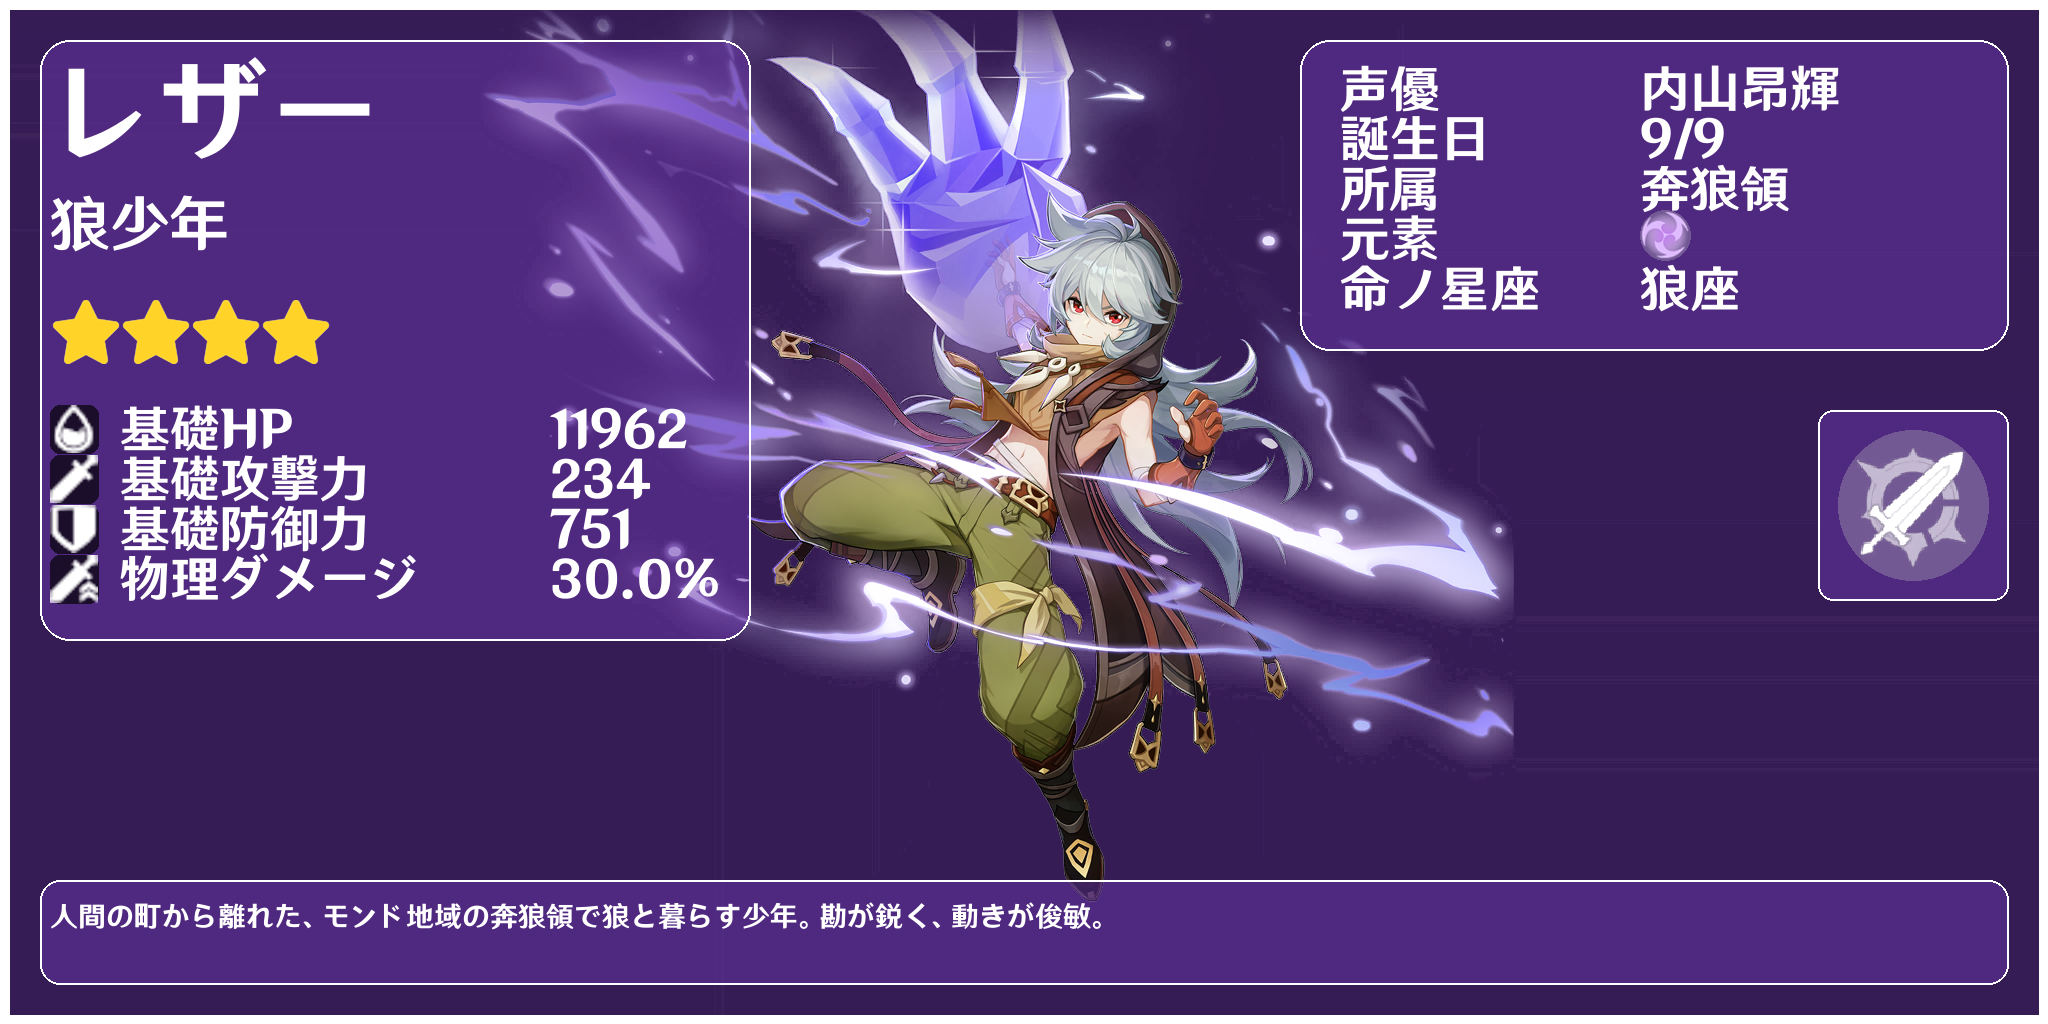 レザー
狼少年
基礎HP 11962
基礎攻撃力 234
基礎防御力 751
物理ダメージ 30.0%
声優 内山昂輝
誕生日 9/9
所属 奔狼領
元素
命ノ星座 狼座
人間の町から離れた、モンド地域の奔狼領で狼と暮らす少年。勘が鋭く、動きが俊敏。